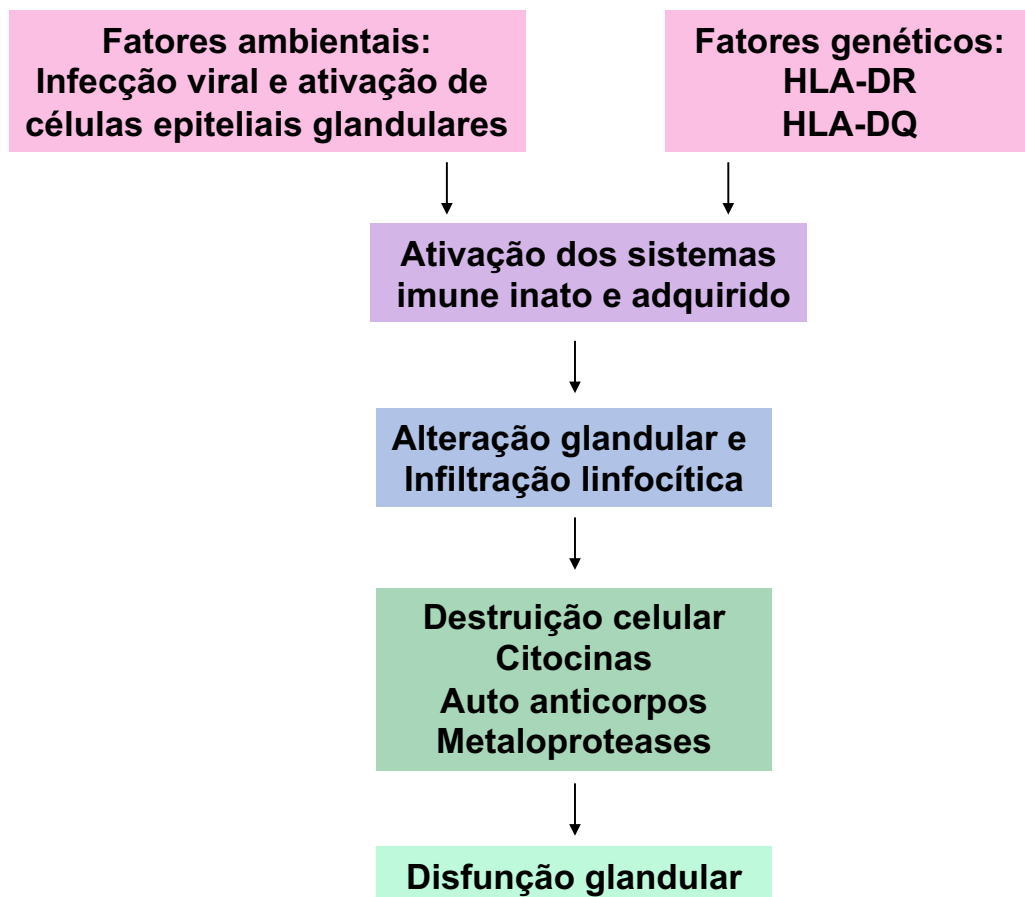 Fatores ambientais:
Infecção viral e ativação de
células epiteliais glandulares
Fatores genéticos:
HLA-DR
HLA-DQ
Ativação dos sistemas
imune inato e adquirido
Alteração glandular e
Infiltração linfocítica
Destruição celular
Citocinas
Auto anticorpos
Metaloproteases
Disfunção glandular